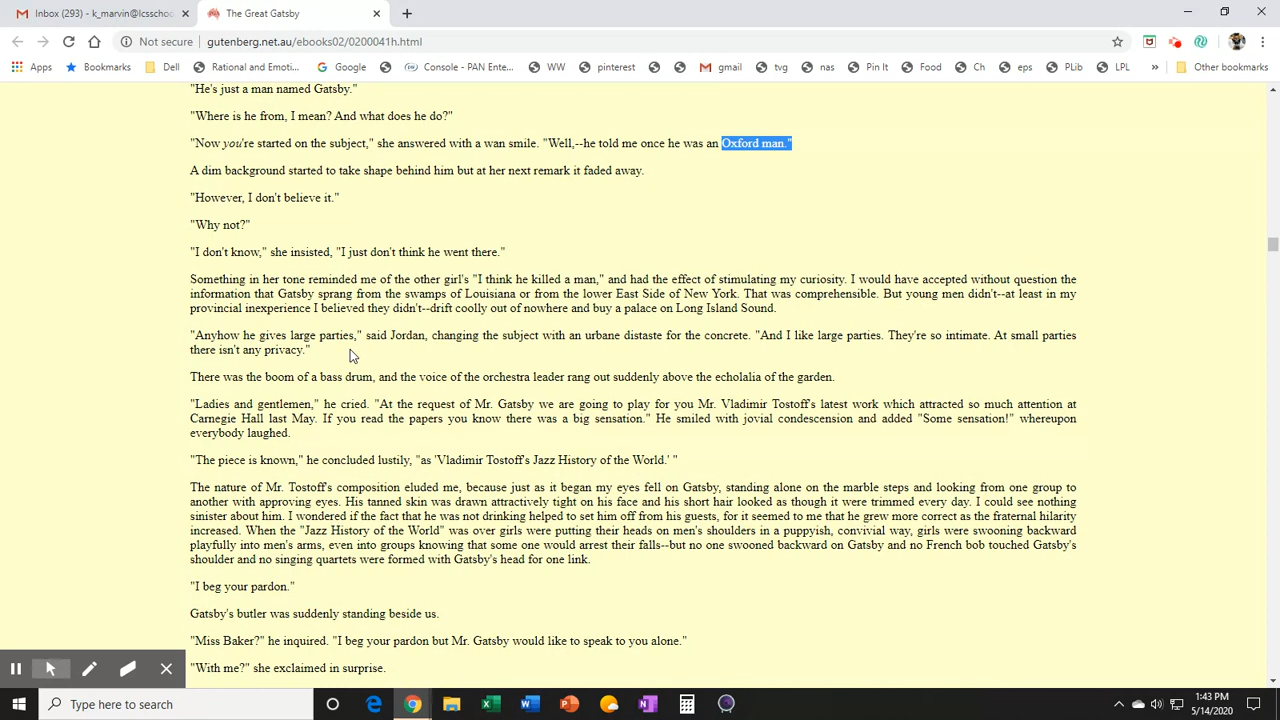 Inbox (293) - k_marvin@lcsschoo
The Great Gatsby
Not secure
gutenberg.net.au/ebooks02/0200041h.html
Apps
Bookmarks
Dell
Rational and Emoti...
Google
Console - PAN Ente...
WW
pinterest
gmail
tvg
nas
Pin It
Food
Ch
eps
PLib
LPL
»
Other bookmarks
"He's just a man named Gatsby."
"Where is he from, I mean? And what does he do?"
"Now you're started on the subject," she answered with a wan smile. "Well,--he told me once he was an Oxford man."
A dim background started to take shape behind him but at her next remark it faded away.
"However, I don't believe it."
"Why not?"
"I don't know," she insisted, "I just don't think he went there."
Something in her tone reminded me of the other girl's "I think he killed a man," and had the effect of stimulating my curiosity. I would have accepted without question the
information that Gatsby sprang from the swamps of Louisiana or from the lower East Side of New York. That was comprehensible. But young men didn't--at least in my
provincial inexperience I believed they didn't--drift coolly out of nowhere and buy a palace on Long Island Sound.
"Anyhow he gives large parties," said Jordan, changing the subject with an urbane distaste for the concrete. "And I like large parties. They're so intimate. At small parties
there isn't any privacy."
There was the boom of a bass drum, and the voice of the orchestra leader rang out suddenly above the echolalia of the garden.
"Ladies and gentlemen," he cried. "At the request of Mr. Gatsby we are going to play for you Mr. Vladimir Tostoff's latest work which attracted so much attention at
Carnegie Hall last May. If you read the papers you know there was a big sensation." He smiled with jovial condescension and added "Some sensation!" whereupon
everybody laughed.
"The piece is known," he concluded lustily, "as 'Vladimir Tostoff's Jazz History of the World.' "
The nature of Mr. Tostoff's composition eluded me, because just as it began my eyes fell on Gatsby, standing alone on the marble steps and looking from one group to
another with approving eyes. His tanned skin was drawn attractively tight on his face and his short hair looked as though it were trimmed every day. I could see nothing
sinister about him. I wondered if the fact that he was not drinking helped to set him off from his guests, for it seemed to me that he grew more correct as the fraternal hilarity
increased. When the "Jazz History of the World" was over girls were putting their heads on men's shoulders in a puppyish, convivial way, girls were swooning backward
playfully into men's arms, even into groups knowing that some one would arrest their falls--but no one swooned backward on Gatsby and no French bob touched Gatsby's
shoulder and no singing quartets were formed with Gatsby's head for one link.
"I beg your pardon."
Gatsby's butler was suddenly standing beside us.
"Miss Baker?" he inquired. "I beg your pardon but Mr. Gatsby would like to speak to you alone."
"With me?" she exclaimed in surprise.
Type here to search
1:43 PM
5/14/2020